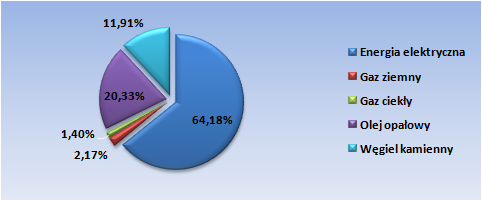 11,91%
20,33%
1,40%
2,17%
64,18%
Energia elektryczna
Gaz ziemny
Gaz ciekły
Olej opałowy
Węgiel kamienny